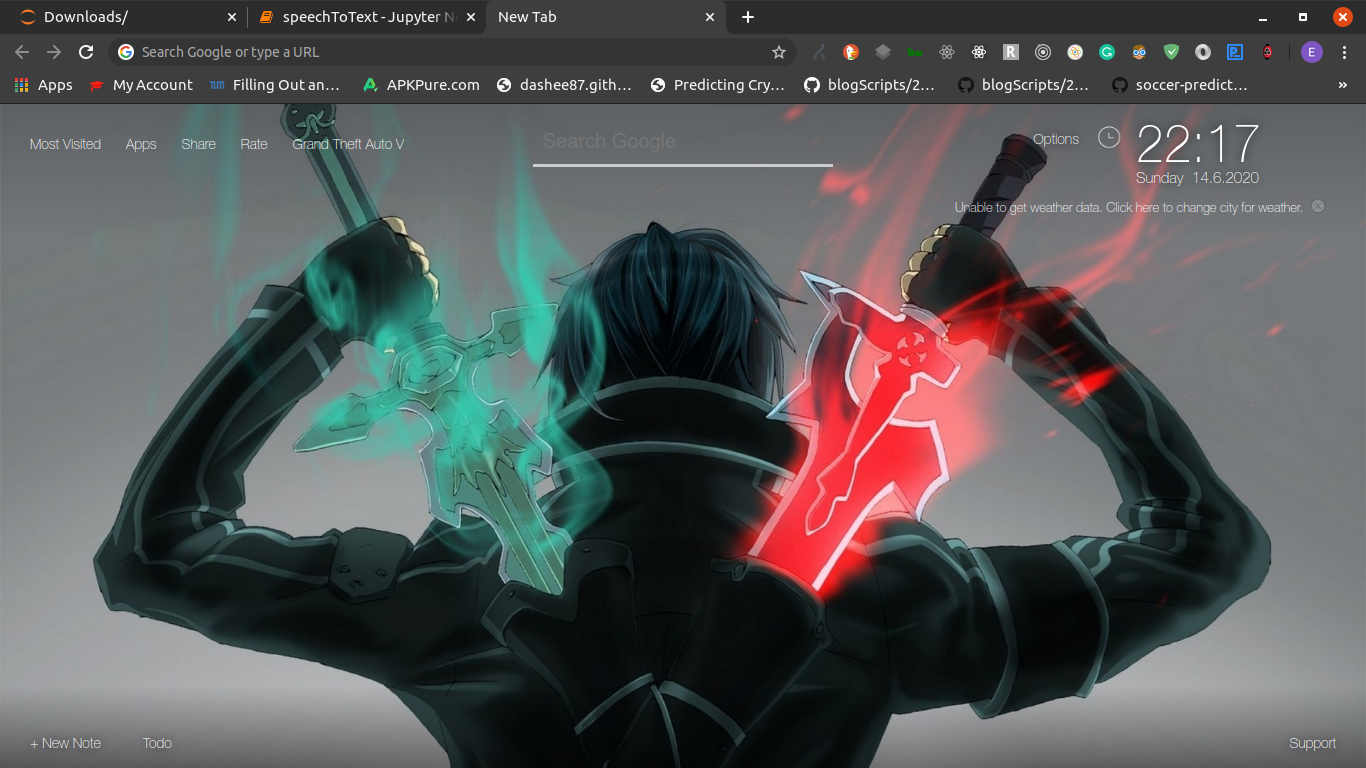 Downloads/
speechToText - Jupyter N
New Tab
Search Google or type a URL
E
Apps
My Account
Filling Out an…
APKPure.com
dashee87.gith…
Predicting Cry…
blogScripts/2…
blogScripts/2…
soccer-predict…
»
Most Visited
Apps
Share
Rate
Grand Theft Auto V
Search Google
Options
22:17
Sunday 14.6.2020
Unable to get weather data. Click here to change city for weather.
+ New Note
Todo
Support